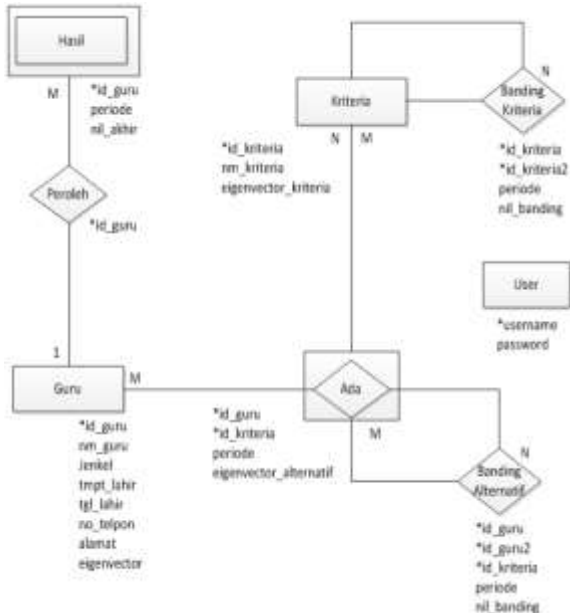 Hasil
M
*id_guru
periode
nil_akhir
Peroleh
*id_guru
1
Guru
M
*id_guru
nm_guru
Jenkel
tmpt_lahir
tgl_lahir
no_telpon
alamat
eigenvector
Kriteria
N M
*id_kriteria
nm_kriteria
eigenvector_kriteria
N
Banding
Kriteria
*id_kriteria
*id_kriteria2
periode
nil_banding
User
*username
password
Ada
M
*id_guru
*id_kriteria
periode
eigenvector_alternatif
N
Banding
Alternatif
*id_guru
*id_guru2
*id_kriteria
periode
nil_banding